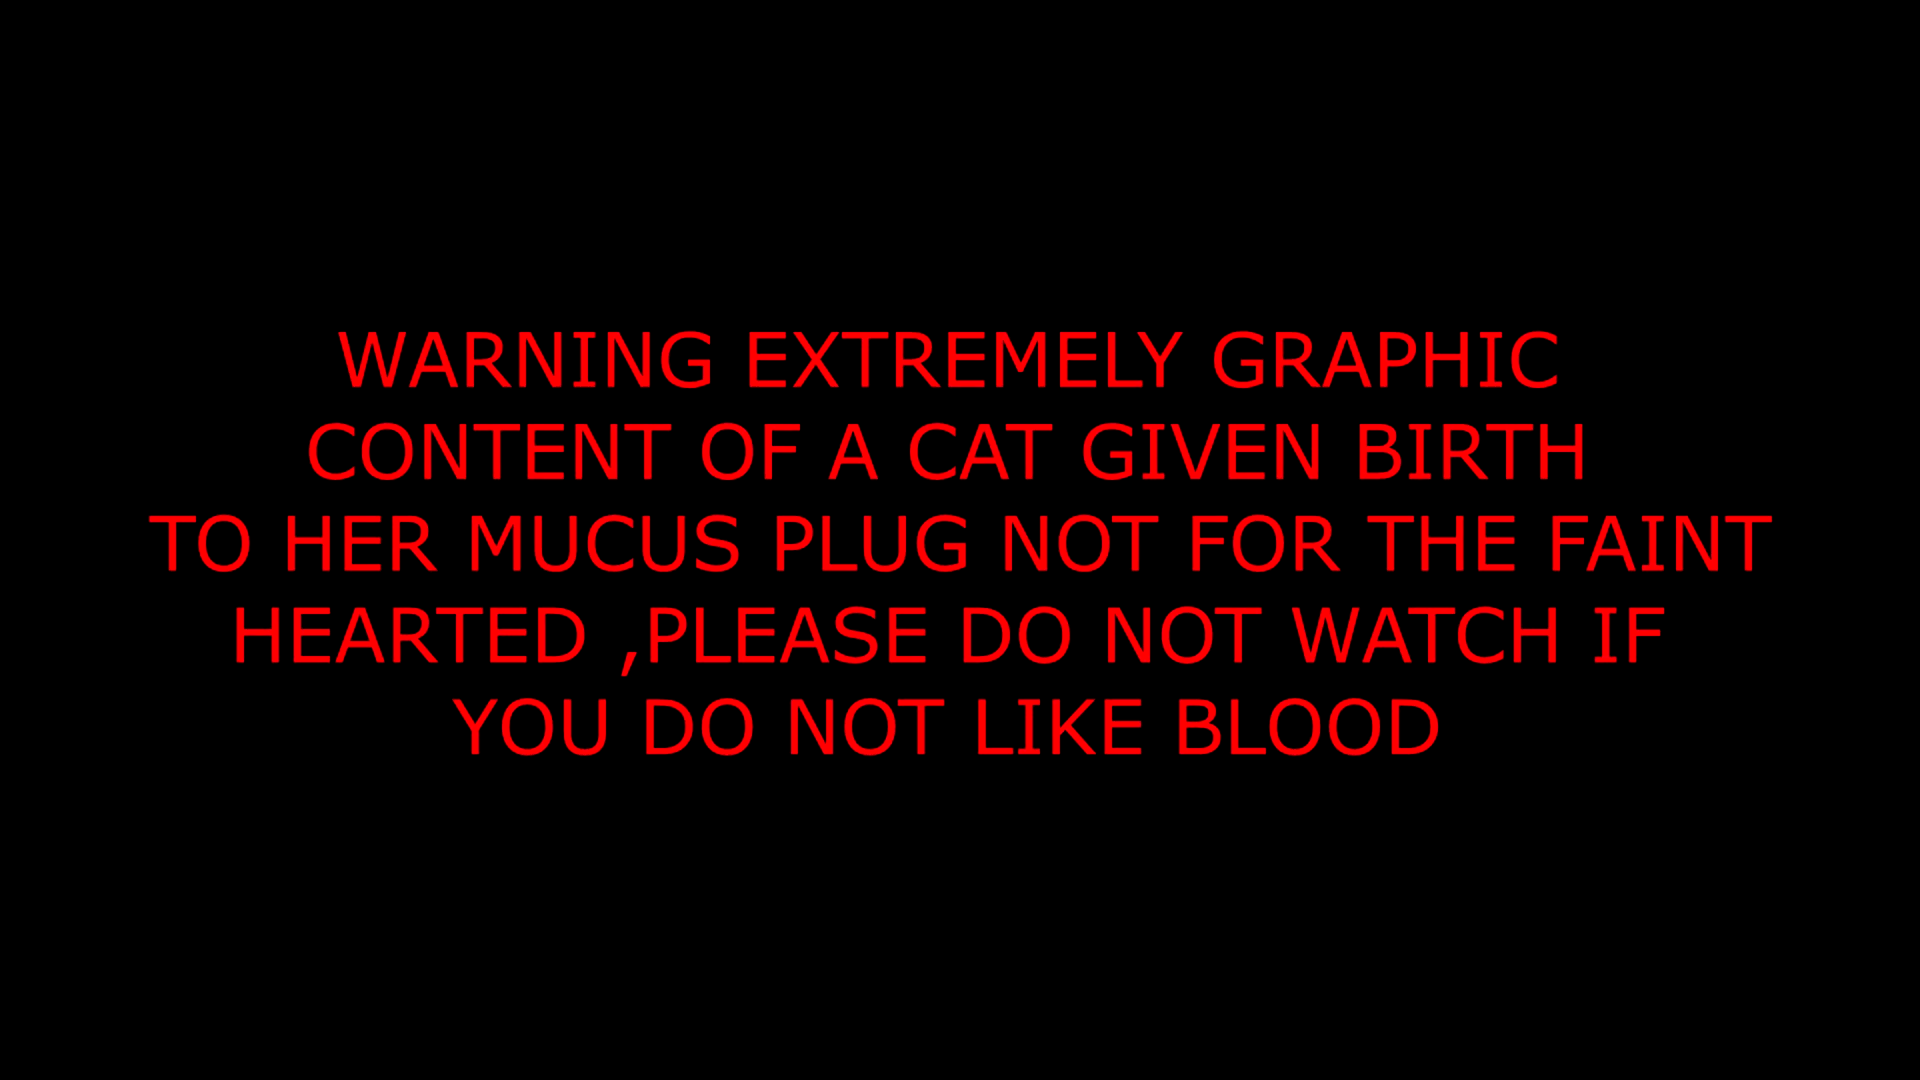 WARNING EXTREMELY GRAPHIC
CONTENT OF A CAT GIVEN BIRTH
TO HER MUCUS PLUG NOT FOR THE FAINT
HEARTED ,PLEASE DO NOT WATCH IF
YOU DO NOT LIKE BLOOD